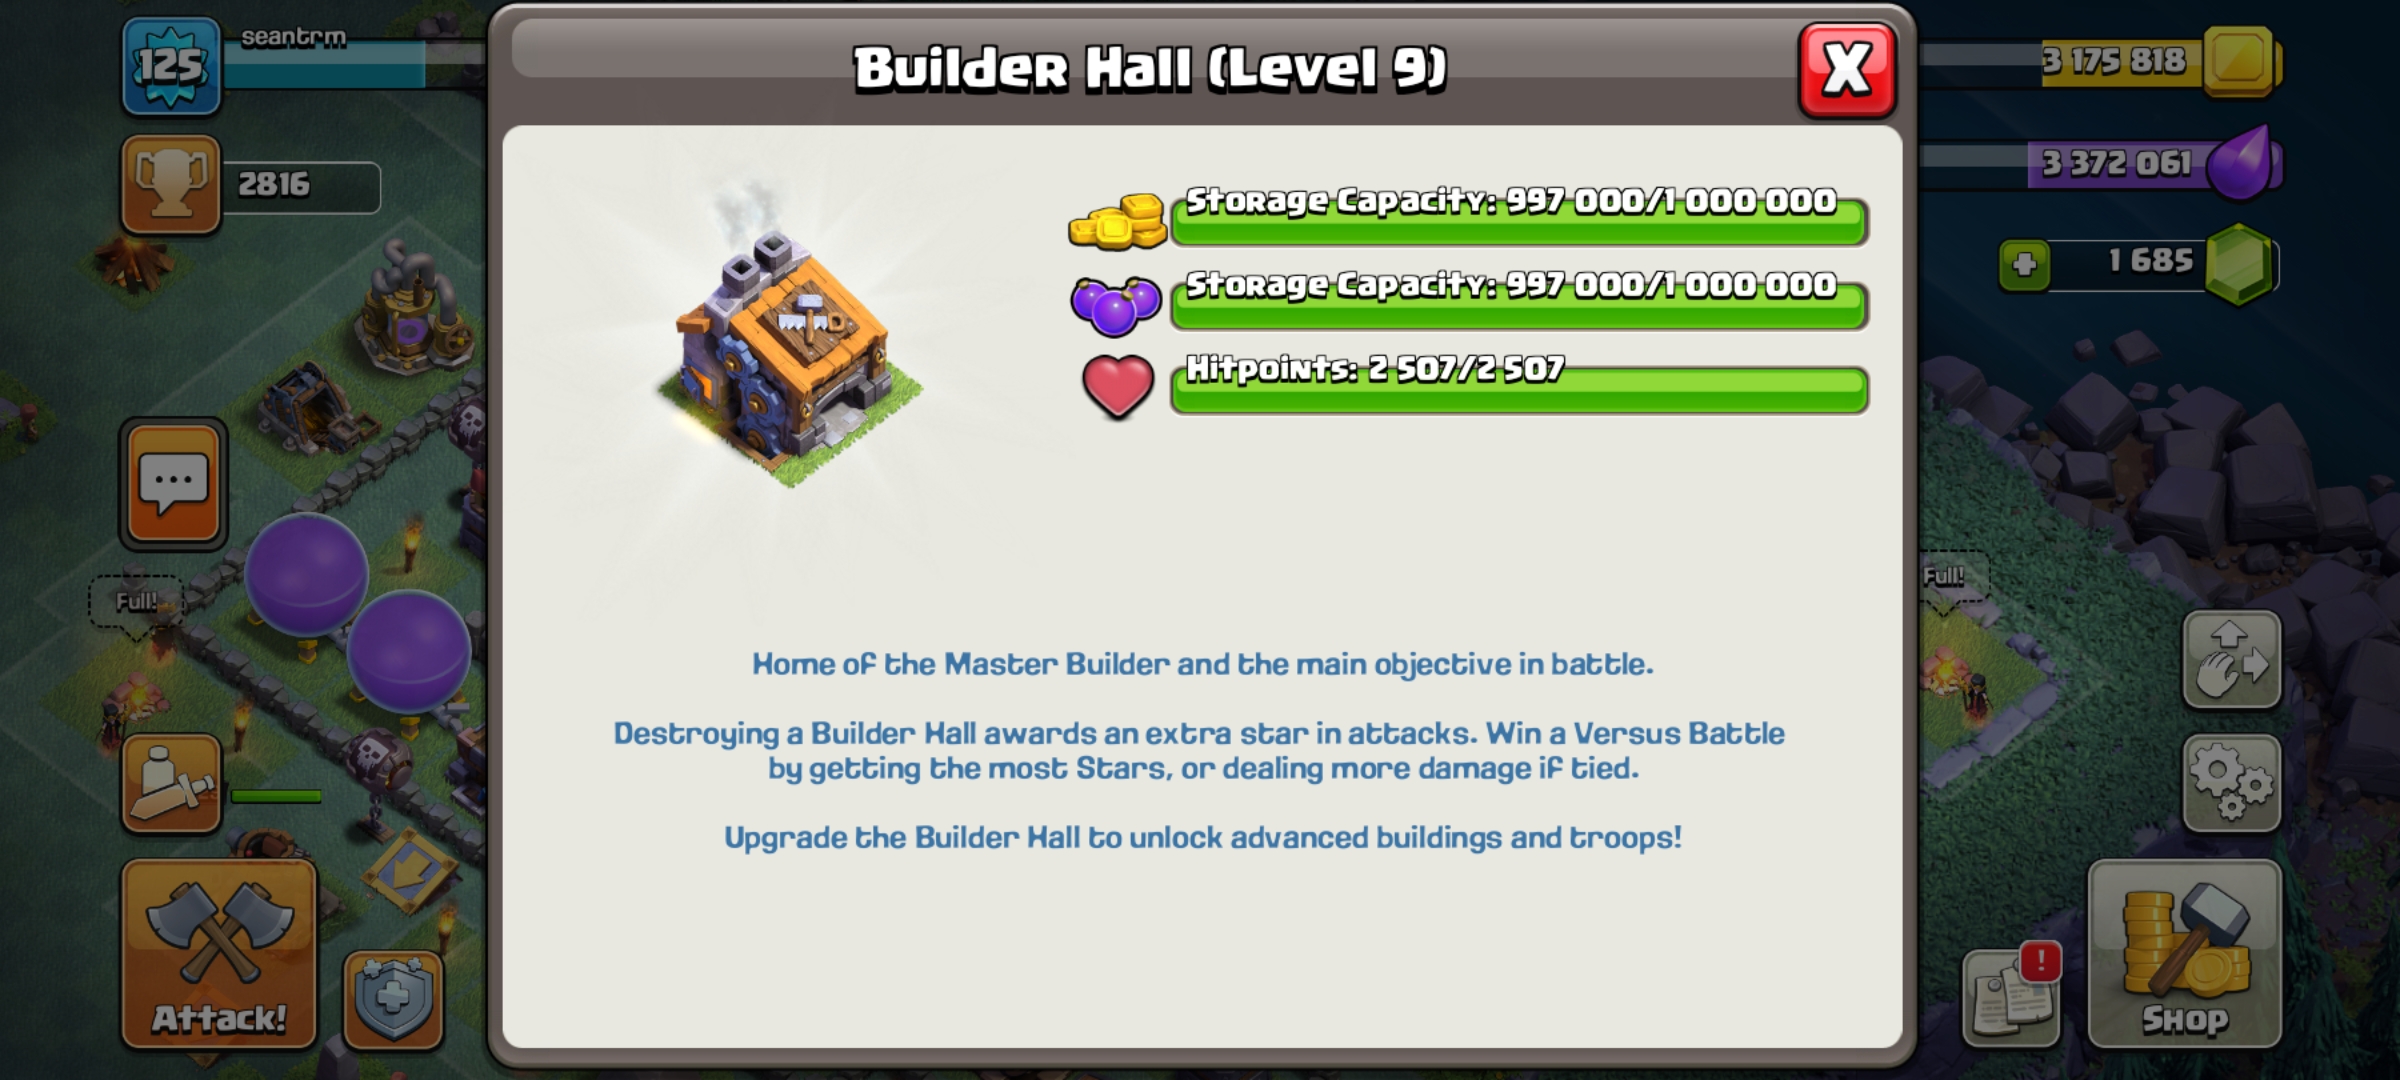 125
seantrm
Builder Hall (Level 9)
X
3 175 818
2816
3 372 061
Storage Capacity: 997 000/1 000 000
Storage Capacity: 997 000/1 000 000
1 685
Hitpoints: 2 507/2 507
Full!
Full!
Home of the Master Builder and the main objective in battle.
Destroying a Builder Hall awards an extra star in attacks. Win a Versus Battle
by getting the most Stars, or dealing more damage if tied.
Upgrade the Builder Hall to unlock advanced buildings and troops!
!
Attack!
Shop